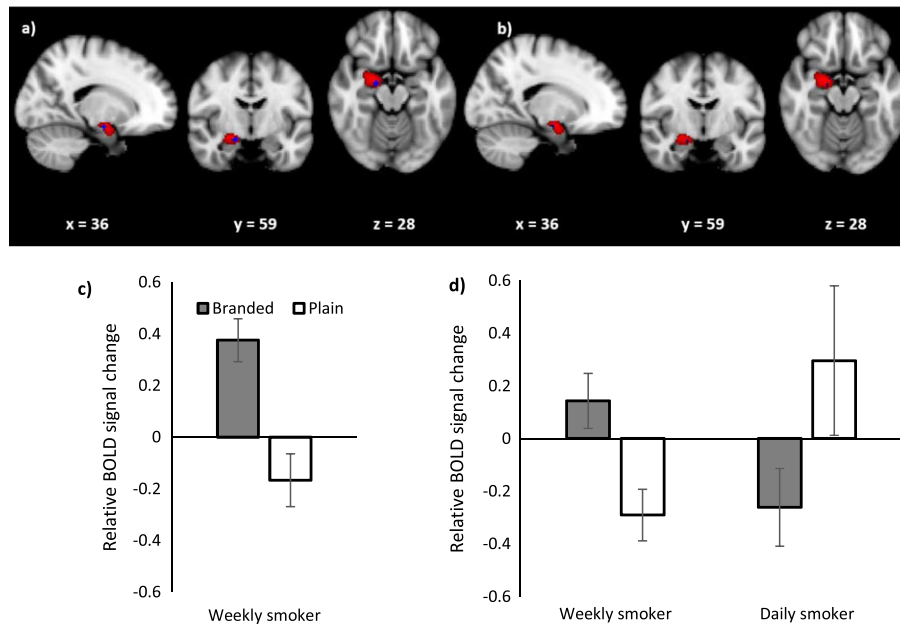 a)
b)
x = 36
y = 59
z = 28
x = 36
y = 59
z = 28
c)
Branded
Plain
Relative BOLD signal change
0.6
0.4
0.2
0
-0.2
-0.4
-0.6
Weekly smoker
d)
Relative BOLD signal change
0.6
0.4
0.2
0
-0.2
-0.4
-0.6
Weekly smoker
Daily smoker